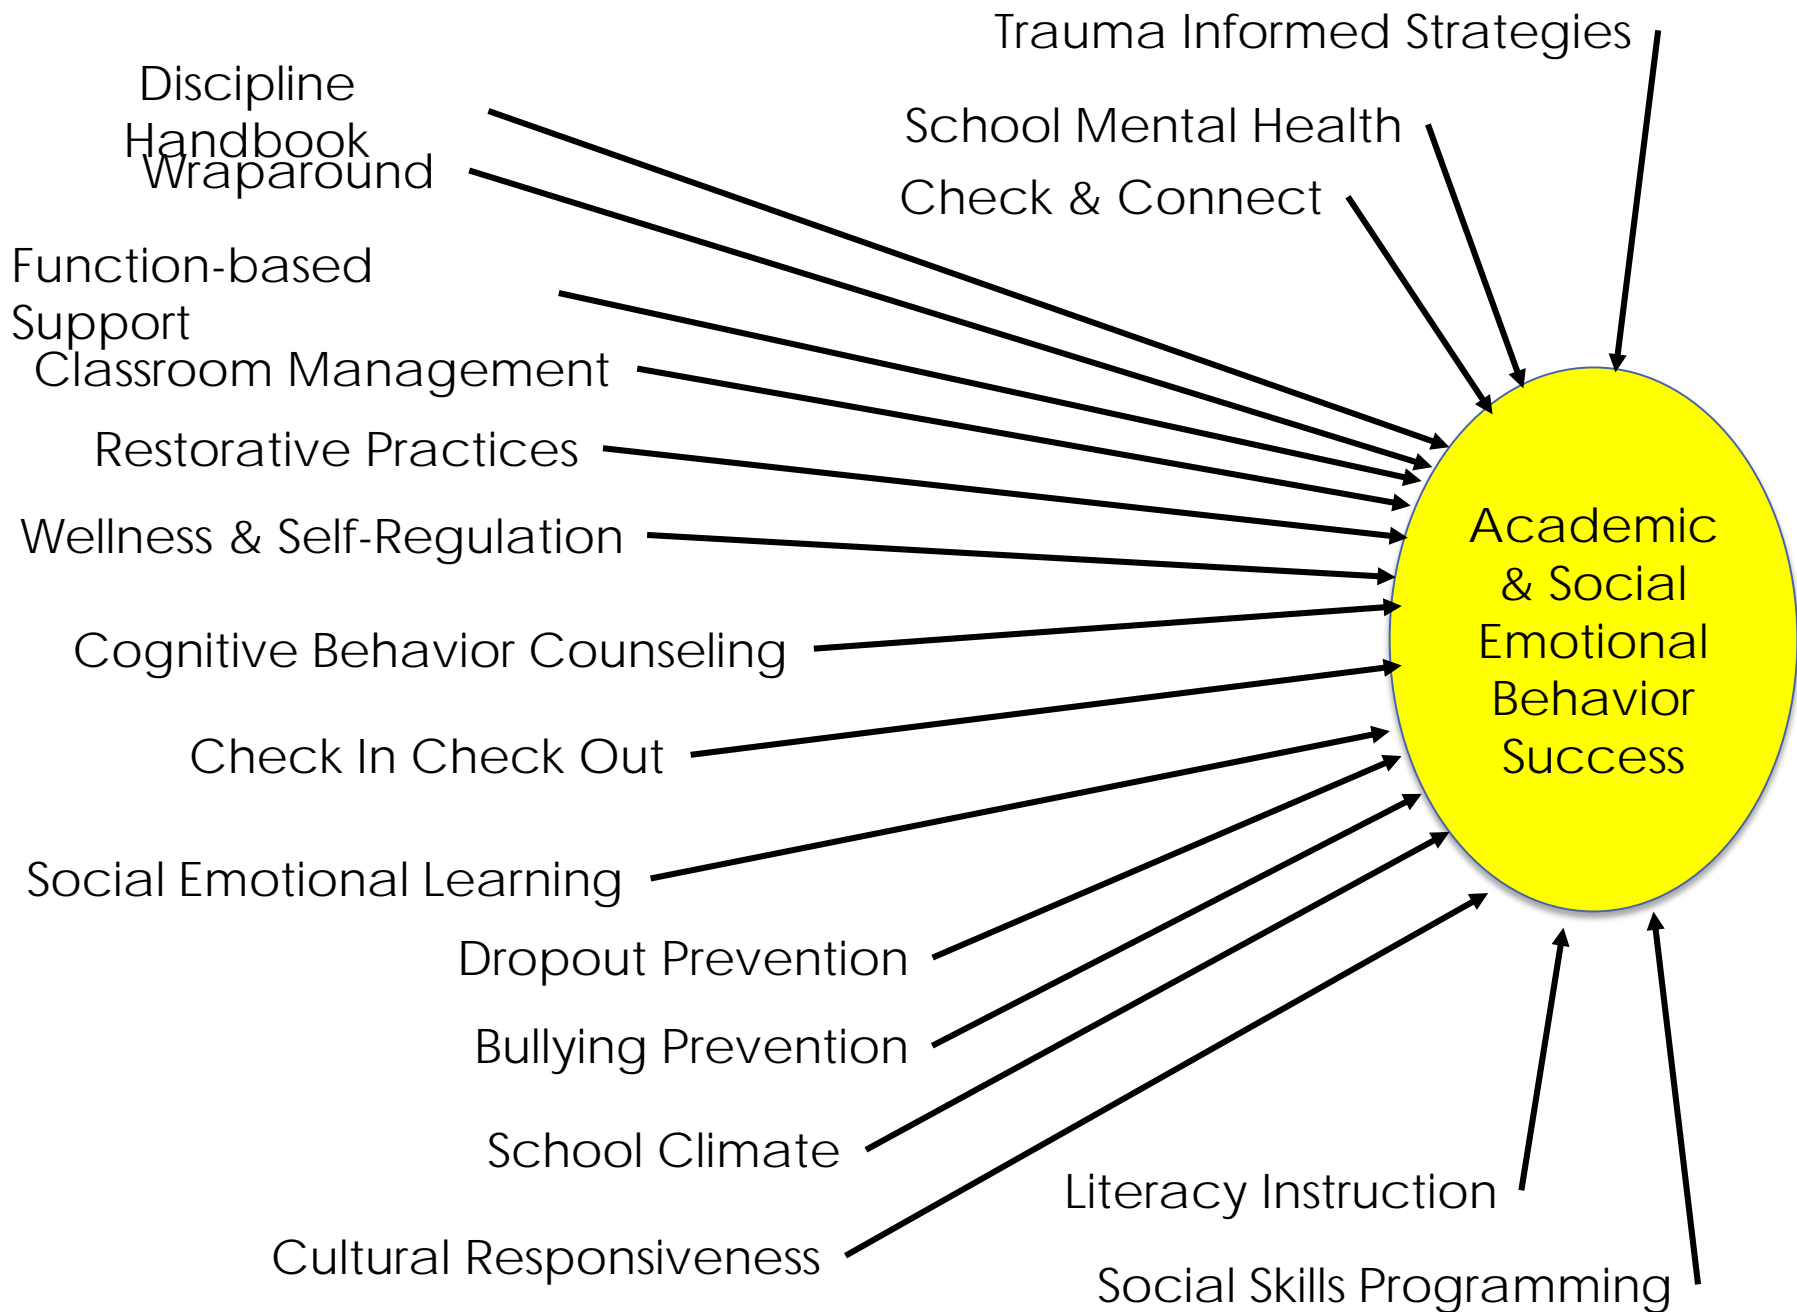 Trauma Informed Strategies
Discipline
Handbook
School Mental Health
Wraparound
Check & Connect
Function-based
Support
Classroom Management
Restorative Practices
Wellness & Self-Regulation
Cognitive Behavior Counseling
Check In Check Out
Social Emotional Learning
Dropout Prevention
Bullying Prevention
School Climate
Cultural Responsiveness
Literacy Instruction
Social Skills Programming
Academic
& Social
Emotional
Behavior
Success